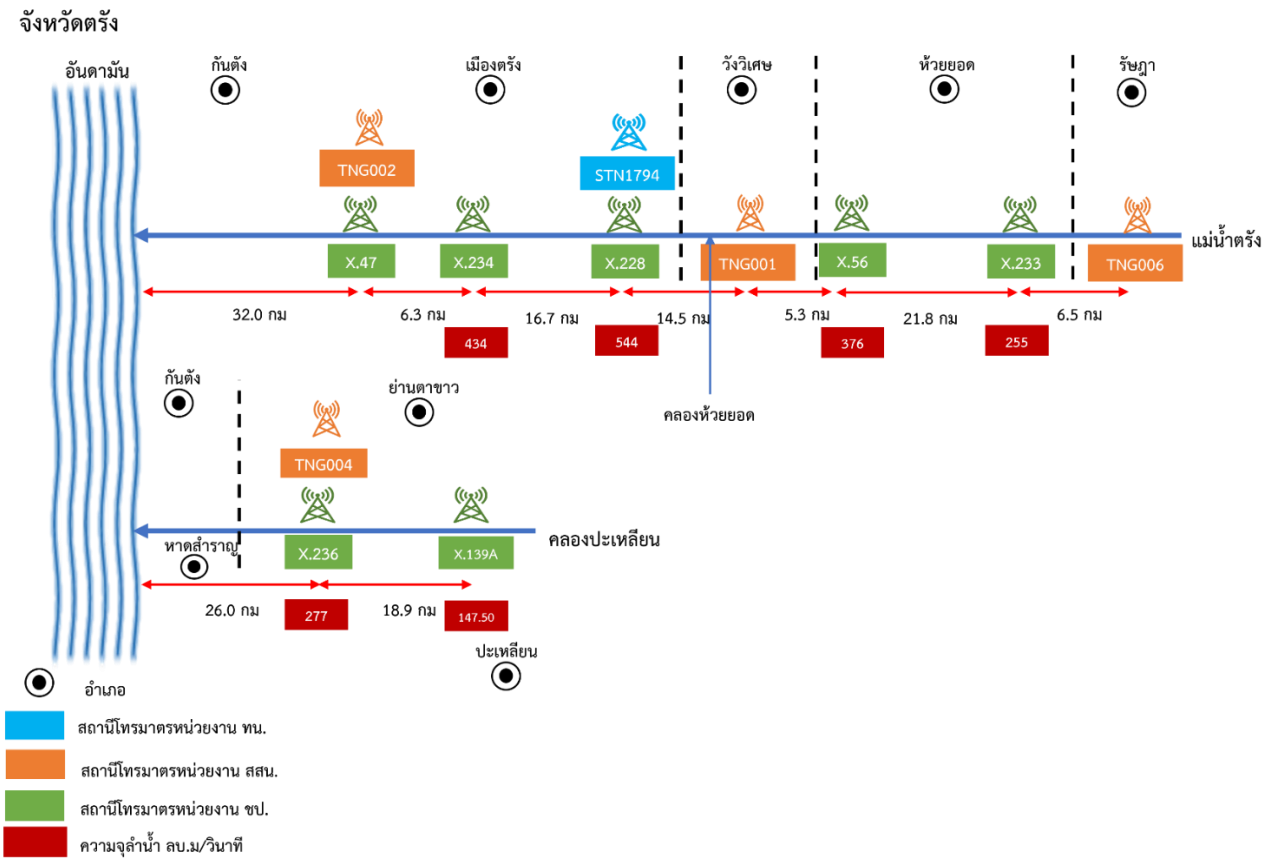 จังหวัดตรัง
อันดามัน
กันตัง
เมืองตรัง
วังวิเศษ
ห้วยยอด
รัษฎา
TNG002
STN1794
แม่น้ำตรัง
X.47
X.234
X.228
TNG001
X.56
X.233
TNG006
32.0 กม
6.3 กม
16.7 กม
14.5 กม
5.3 กม
21.8 กม
6.5 กม
434
544
376
255
กันตัง
ย่านตาขาว
คลองห้วยยอด
TNG004
คลองปะเหลียน
หาดสำราญ
X.236
X.139A
26.0 กม
277
18.9 กม
147.50
ปะเหลียน
อำเภอ
สถานีโทรมาตรหน่วยงาน ทน.
สถานีโทรมาตรหน่วยงาน สสน.
สถานีโทรมาตรหน่วยงาน ชป.
ความจุลำน้ำ ลบ.ม/วินาที